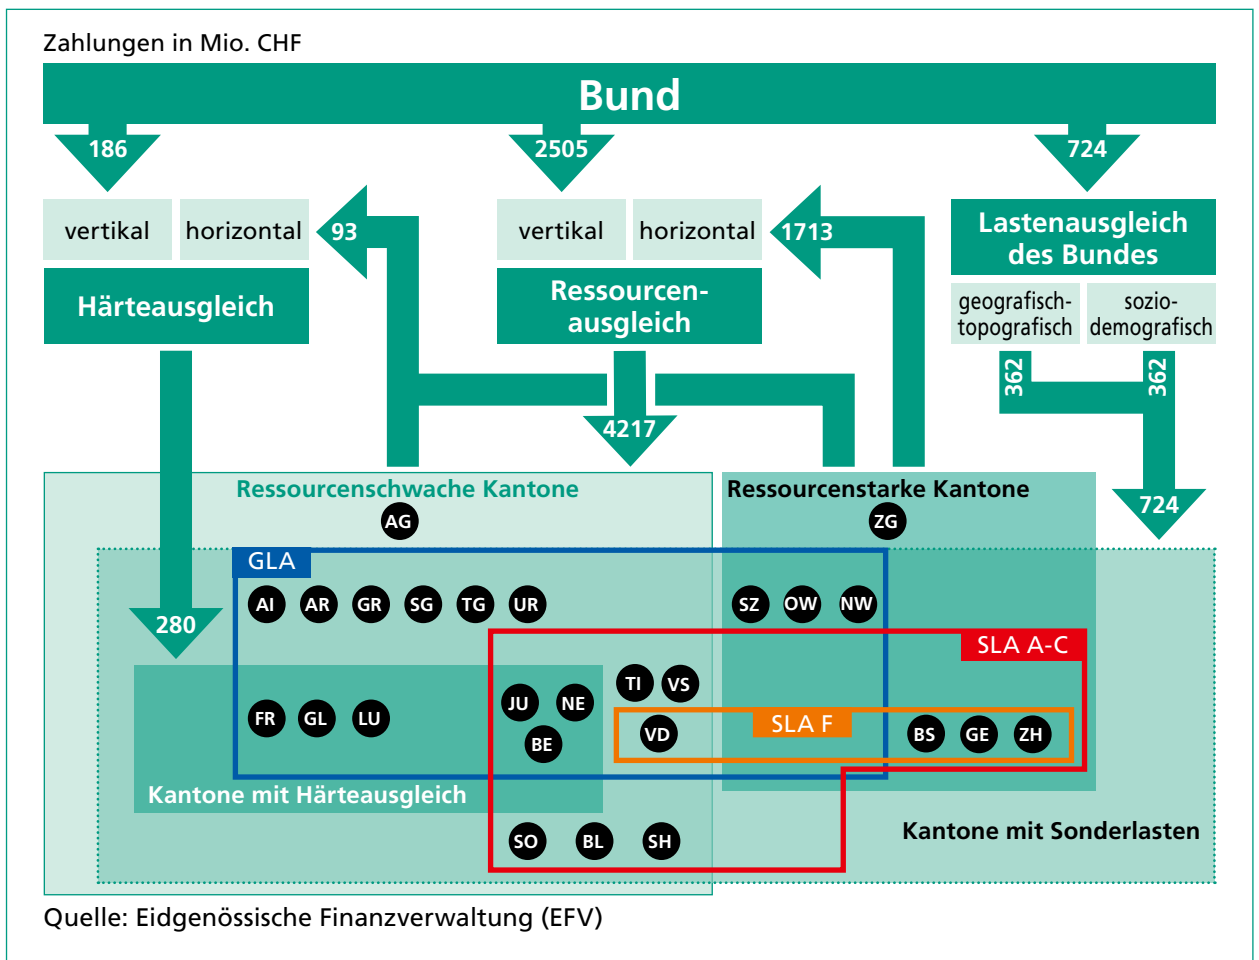 Zahlungen in Mio. CHF
Bund
186
2505
724
vertikal
horizontal
93
vertikal
horizontal
1713
Lastenausgleich
des Bundes
Härteausgleich
Ressourcen-
ausgleich
geografisch-
topografisch
sozio-
demografisch
362
362
4217
Ressourcenschwache Kantone
Ressourcenstarke Kantone
724
AG
ZG
GLA
AI
AR
GR
SG
TG
UR
SZ
OW
NW
280
SLA A-C
TI
VS
JU
NE
FR
GL
LU
BE
VD
SLA F
BS
GE
ZH
Kantone mit Härteausgleich
Kantone mit Sonderlasten
SO
BL
SH
Quelle: Eidgenössische Finanzverwaltung (EFV)